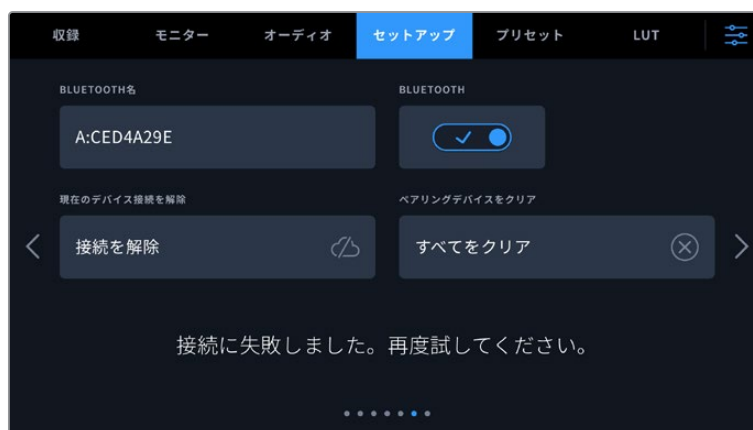 収録 モニター オーディオ セットアップ プリセット LUT
BLUETOOTH名 BLUETOOTH
A:CED4A29E
現在のデバイス接続を解除 ペアリングデバイスをクリア
接続を解除 すべてをクリア
接続に失敗しました。再度試してください。